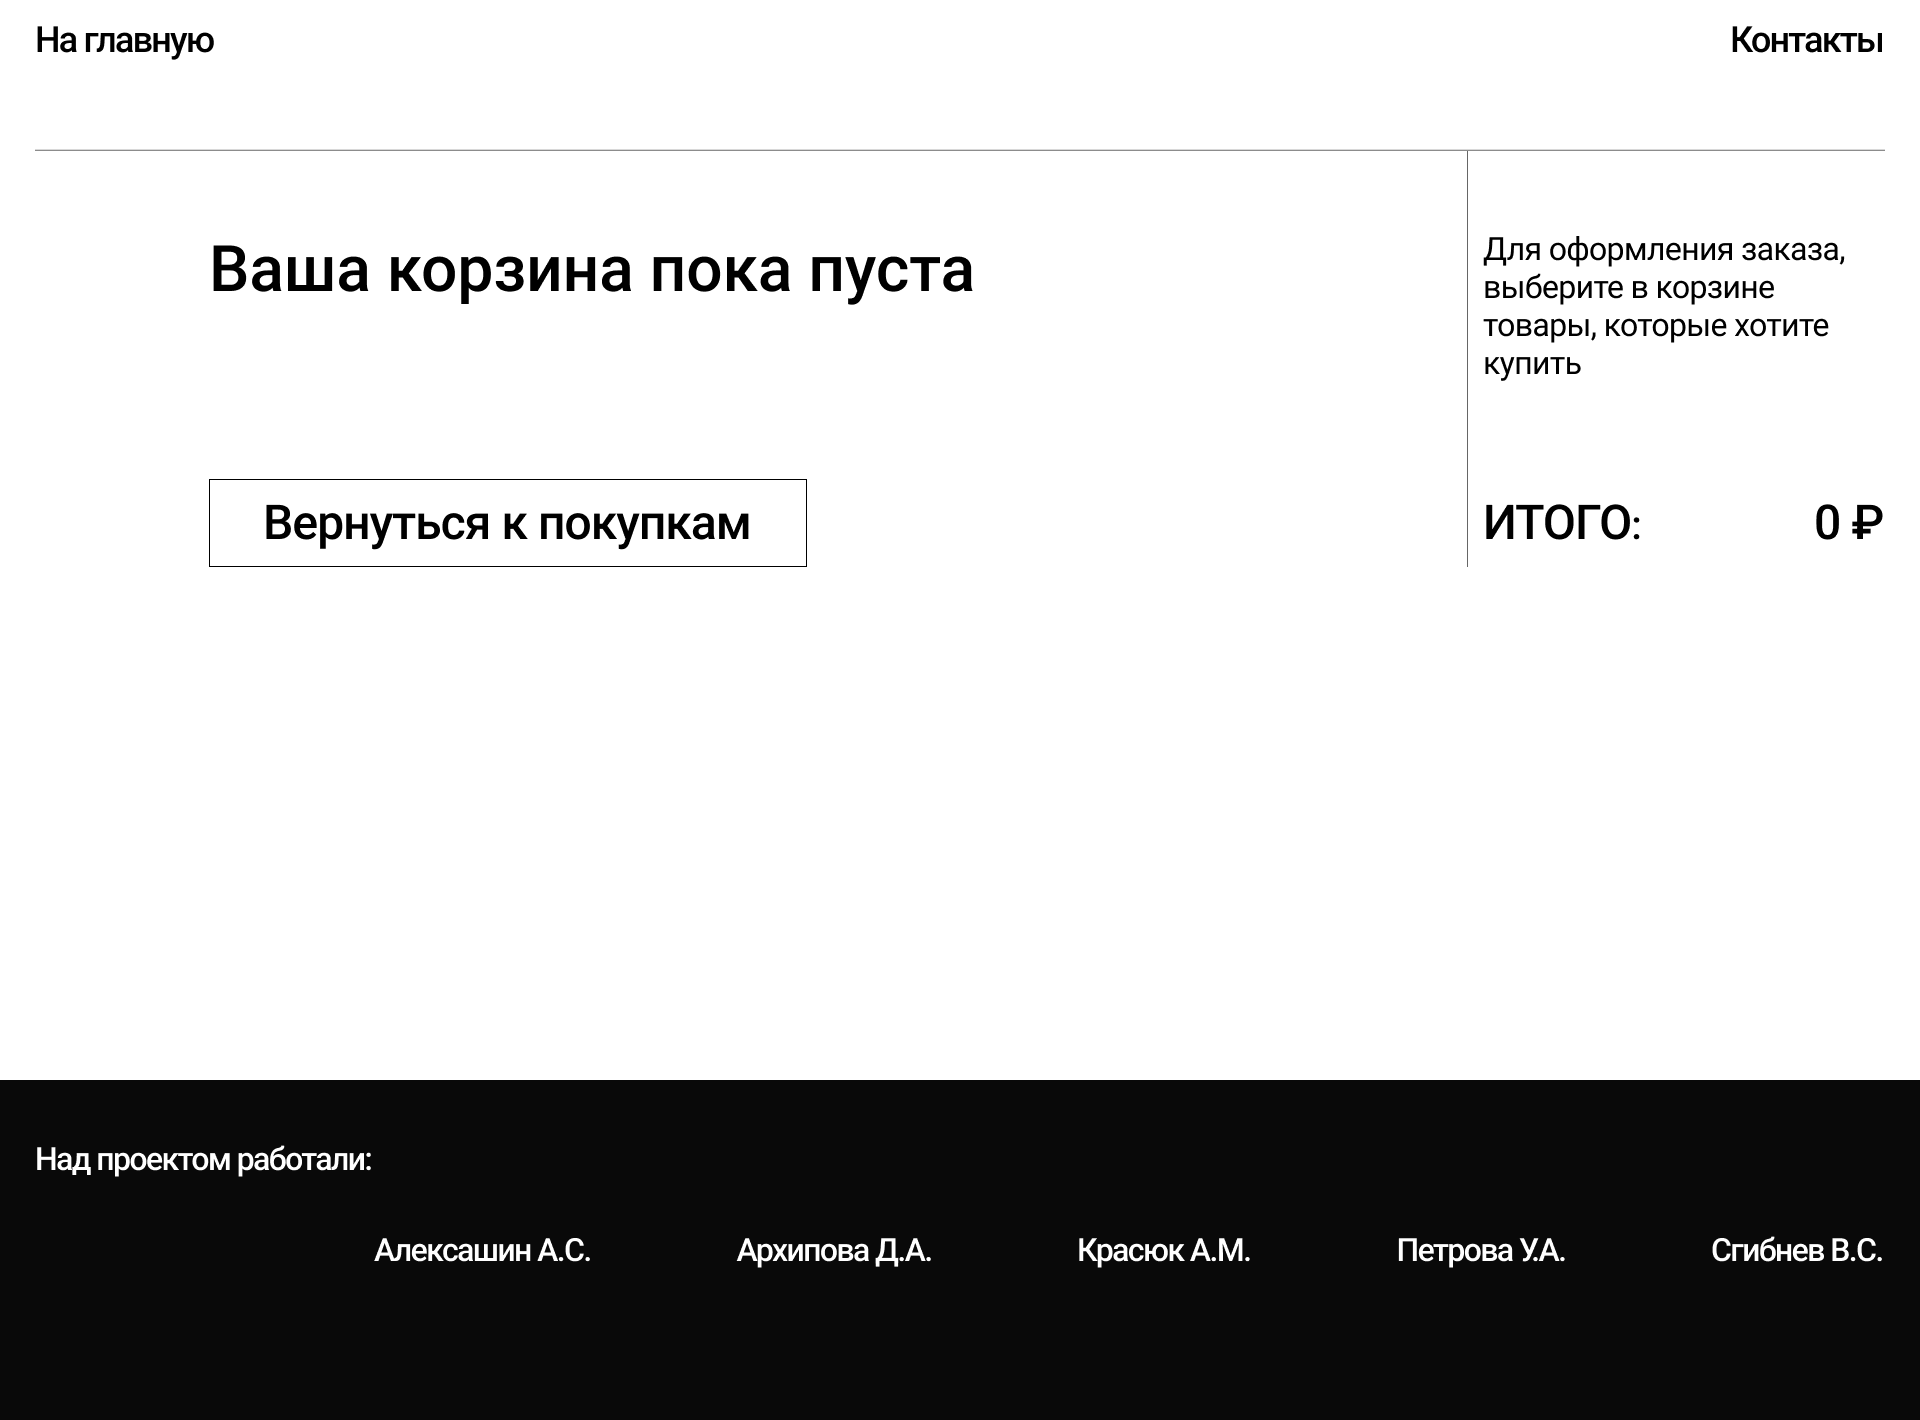 На главную
Контакты
Ваша корзина пока пуста
Для оформления заказа,
выберите в корзине
товары, которые хотите
купить
Вернуться к покупкам
ИТОГО:
0 ₽
Над проектом работали:
Алексашин А.С.
Архипова Д.А.
Красюк А.М.
Петрова У.А.
Сгибнев В.С.